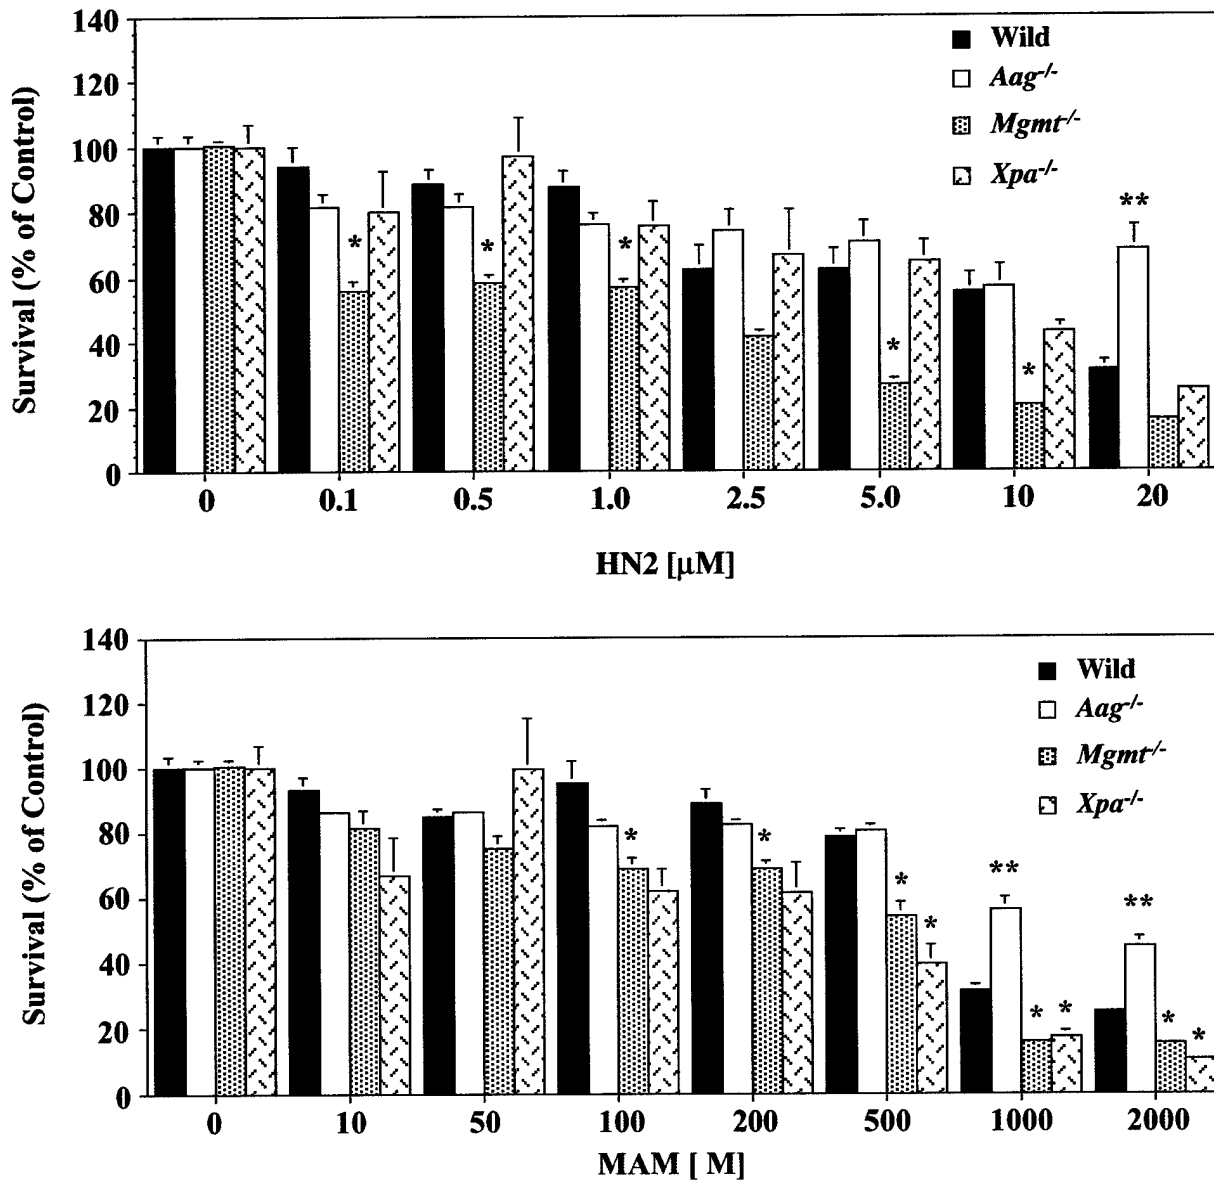 140
120
100
80
60
40
20
0
Survival (% of Control)
Wild
Aag-/-
Mgmt-/-
Xpa-/-
* * * * * **
0 0.1 0.5 1.0 2.5 5.0 10 20
HN2 [μM]
140
120
100
80
60
40
20
0
Survival (% of Control)
Wild
Aag-/-
Mgmt-/-
Xpa-/-
* * * * ** * * ** * *
0 10 50 100 200 500 1000 2000
MAM [ M]